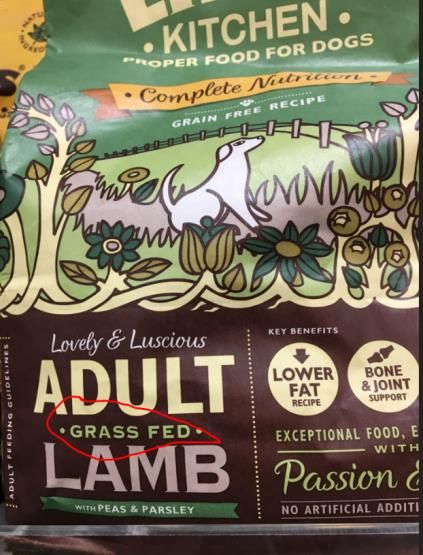 KITCHEN
PROPER FOOD FOR DOGS
Complete Nutrition
GRAIN FREE RECIPE
Lovely & Luscious
ADULT
• GRASS FED •
LAMB
WITH PEAS & PARSLEY
ADULT FEEDING GUIDELINES
KEY BENEFITS
LOWER
FAT
RECIPE
BONE
& JOINT
SUPPORT
EXCEPTIONAL FOOD, E
WITH
Passion &
NO ARTIFICIAL ADDITI